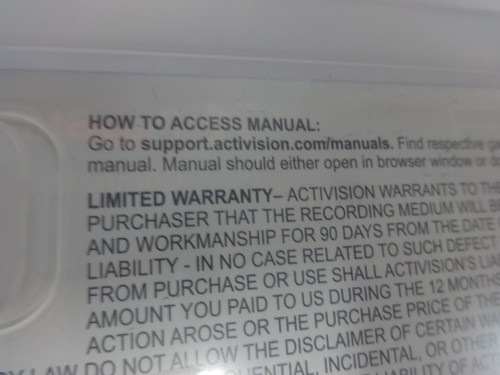 HOW TO ACCESS MANUAL:
Go to support.activision.com/manuals. Find respective
manual. Manual should either open in browser window or
LIMITED WARRANTY– ACTIVISION WARRANTS TO
PURCHASER THAT THE RECORDING MEDIUM WILL
AND WORKMANSHIP FOR 90 DAYS FROM THE DATE
LIABILITY - IN NO CASE RELATED TO SUCH DEFECT
FROM PURCHASE OR USE SHALL ACTIVISION'S
AMOUNT YOU PAID TO US DURING THE 12 MONTHS
ACTION AROSE OR THE PURCHASE PRICE OF
LAW DO NOT ALLOW THE DISCLAIMER OF CERTAIN
INCIDENTAL, OR OTHER
LIABILITY OF